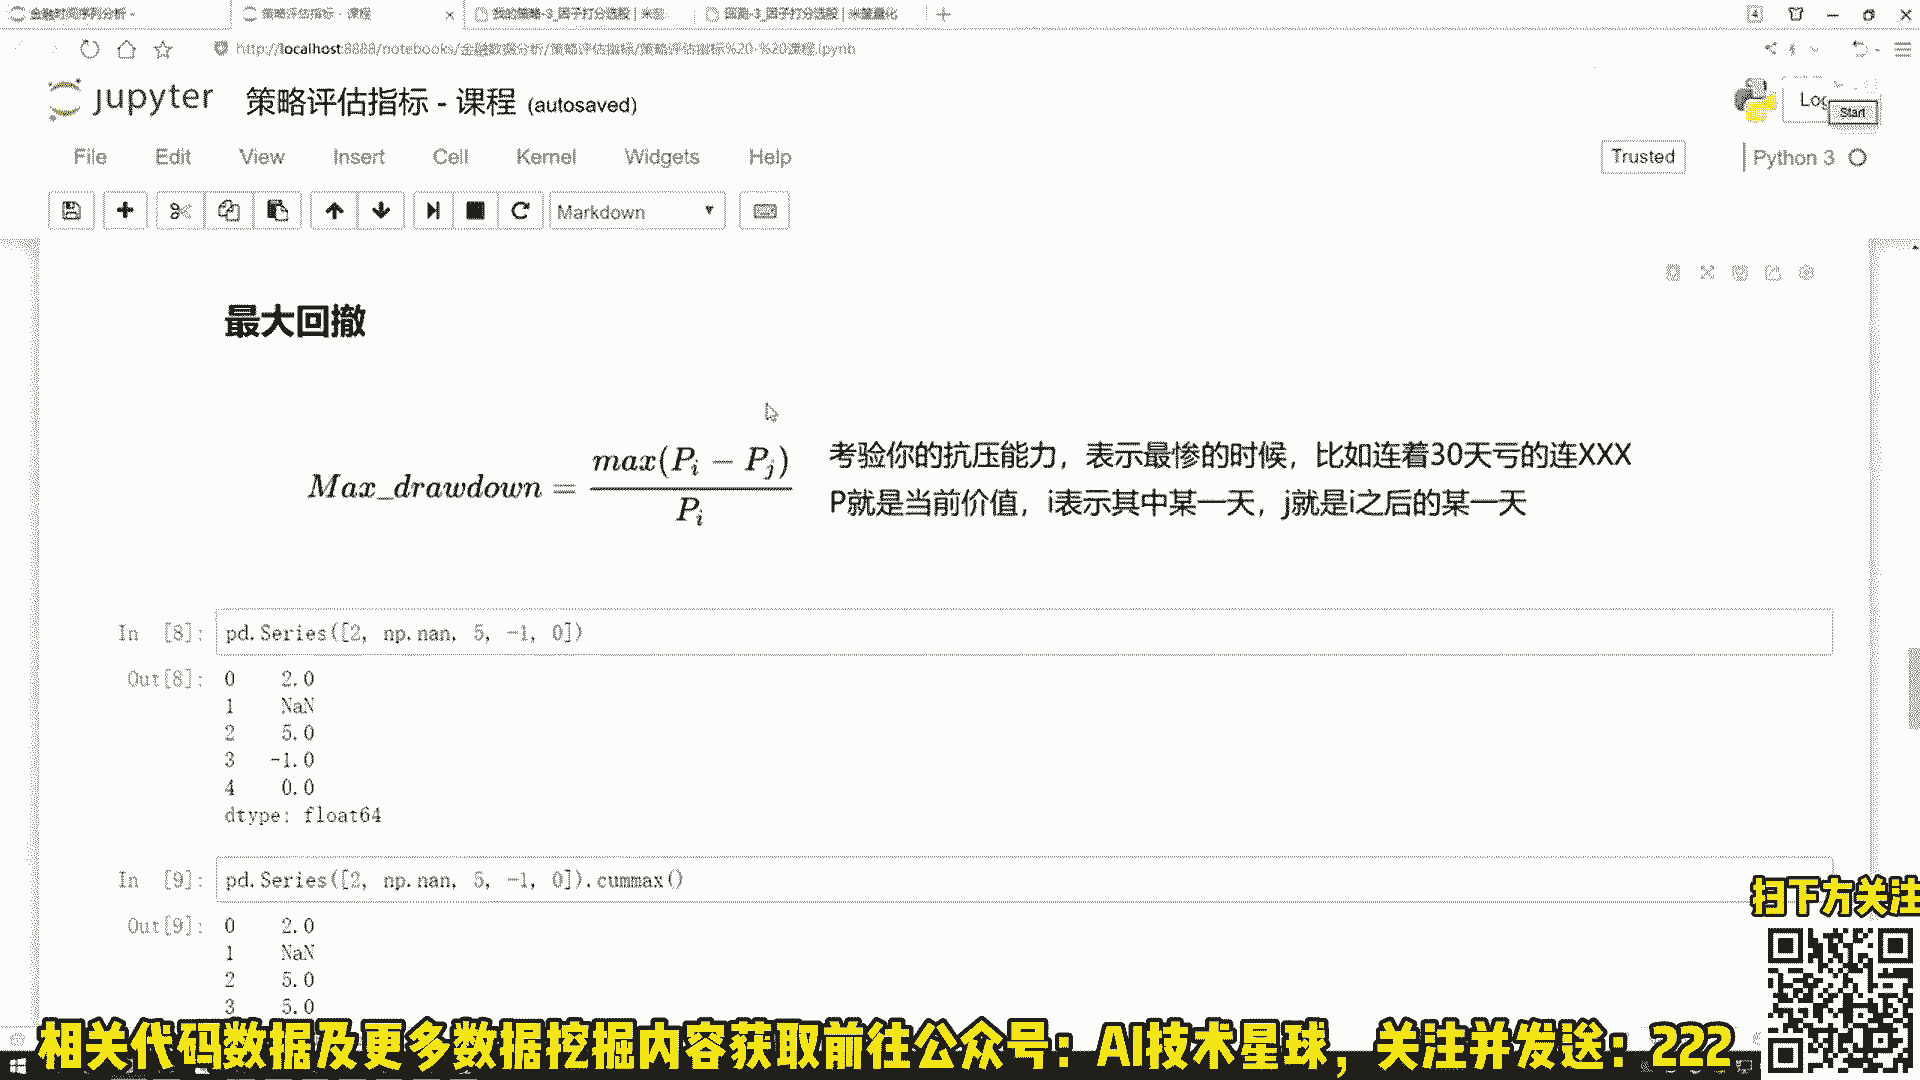 金融时间序列分析 -
策略评估指标 - 课程
我的策略-3_因子打分选股 | 米筐
回测-3_因子打分选股 | 米筐量化
http://localhost:8888/notebooks/金融数据分析/策略评估指标/策略评估指标%20-%20课程.ipynb
jupyter 策略评估指标 - 课程 (autosaved)
Start
File Edit View Insert Cell Kernel Widgets Help
Trusted
Python 3
Markdown
最大回撤
Max_drawdown = max(P_i − P_j) / P_i
考验你的抗压能力，表示最惨的时候，比如连着30天亏的连XXX
P就是当前价值，i表示其中某一天，j就是i之后的某一天
In [8]: pd.Series([2, np.nan, 5, -1, 0])
Out[8]: 0 2.0
1 NaN
2 5.0
3 -1.0
4 0.0
dtype: float64
In [9]: pd.Series([2, np.nan, 5, -1, 0]).cummax()
Out[9]: 0 2.0
1 NaN
2 5.0
3 5.0
扫下方关注
相关代码数据及更多数据挖掘内容获取前往公众号：AI技术星球，关注并发送：222